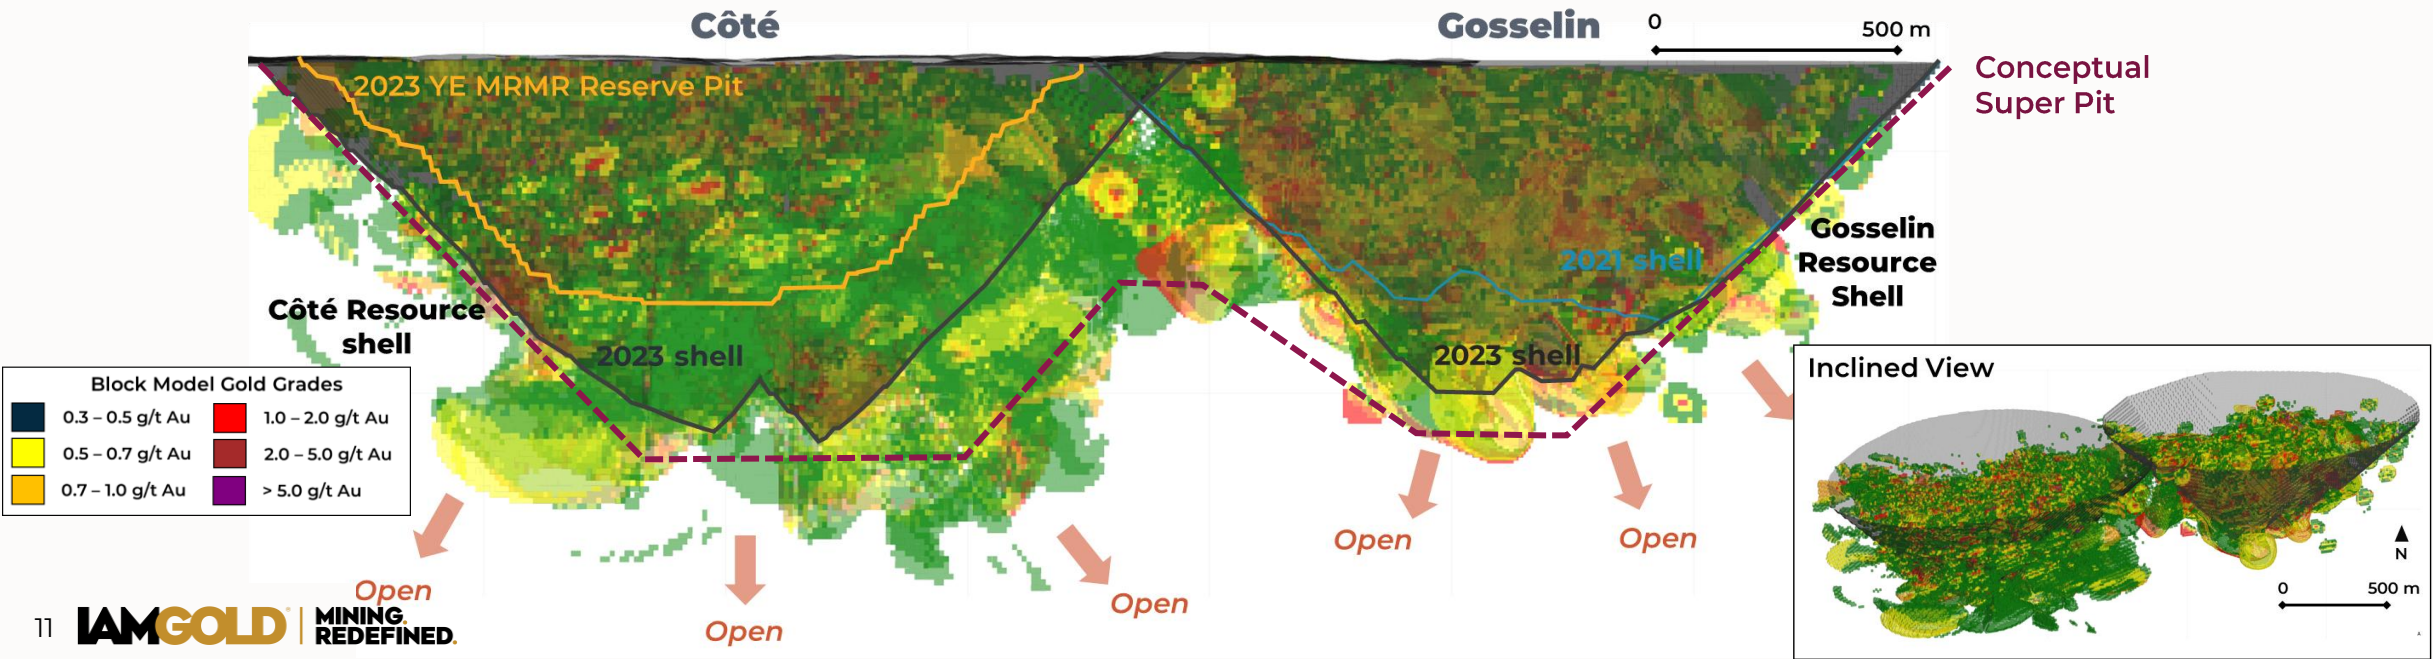 Côté
Gosselin
0 500 m
2023 YE MRMR Reserve Pit
Conceptual
Super Pit
2021 shell
Gosselin
Resource
Shell
Côté Resource
shell
2023 shell
2023 shell
Block Model Gold Grades
0.3 – 0.5 g/t Au
1.0 – 2.0 g/t Au
0.5 – 0.7 g/t Au
2.0 – 5.0 g/t Au
0.7 – 1.0 g/t Au
> 5.0 g/t Au
Inclined View
N
0 500 m
Open
Open
Open
Open
Open
11
IAMGOLD®
MINING.
REDEFINED.